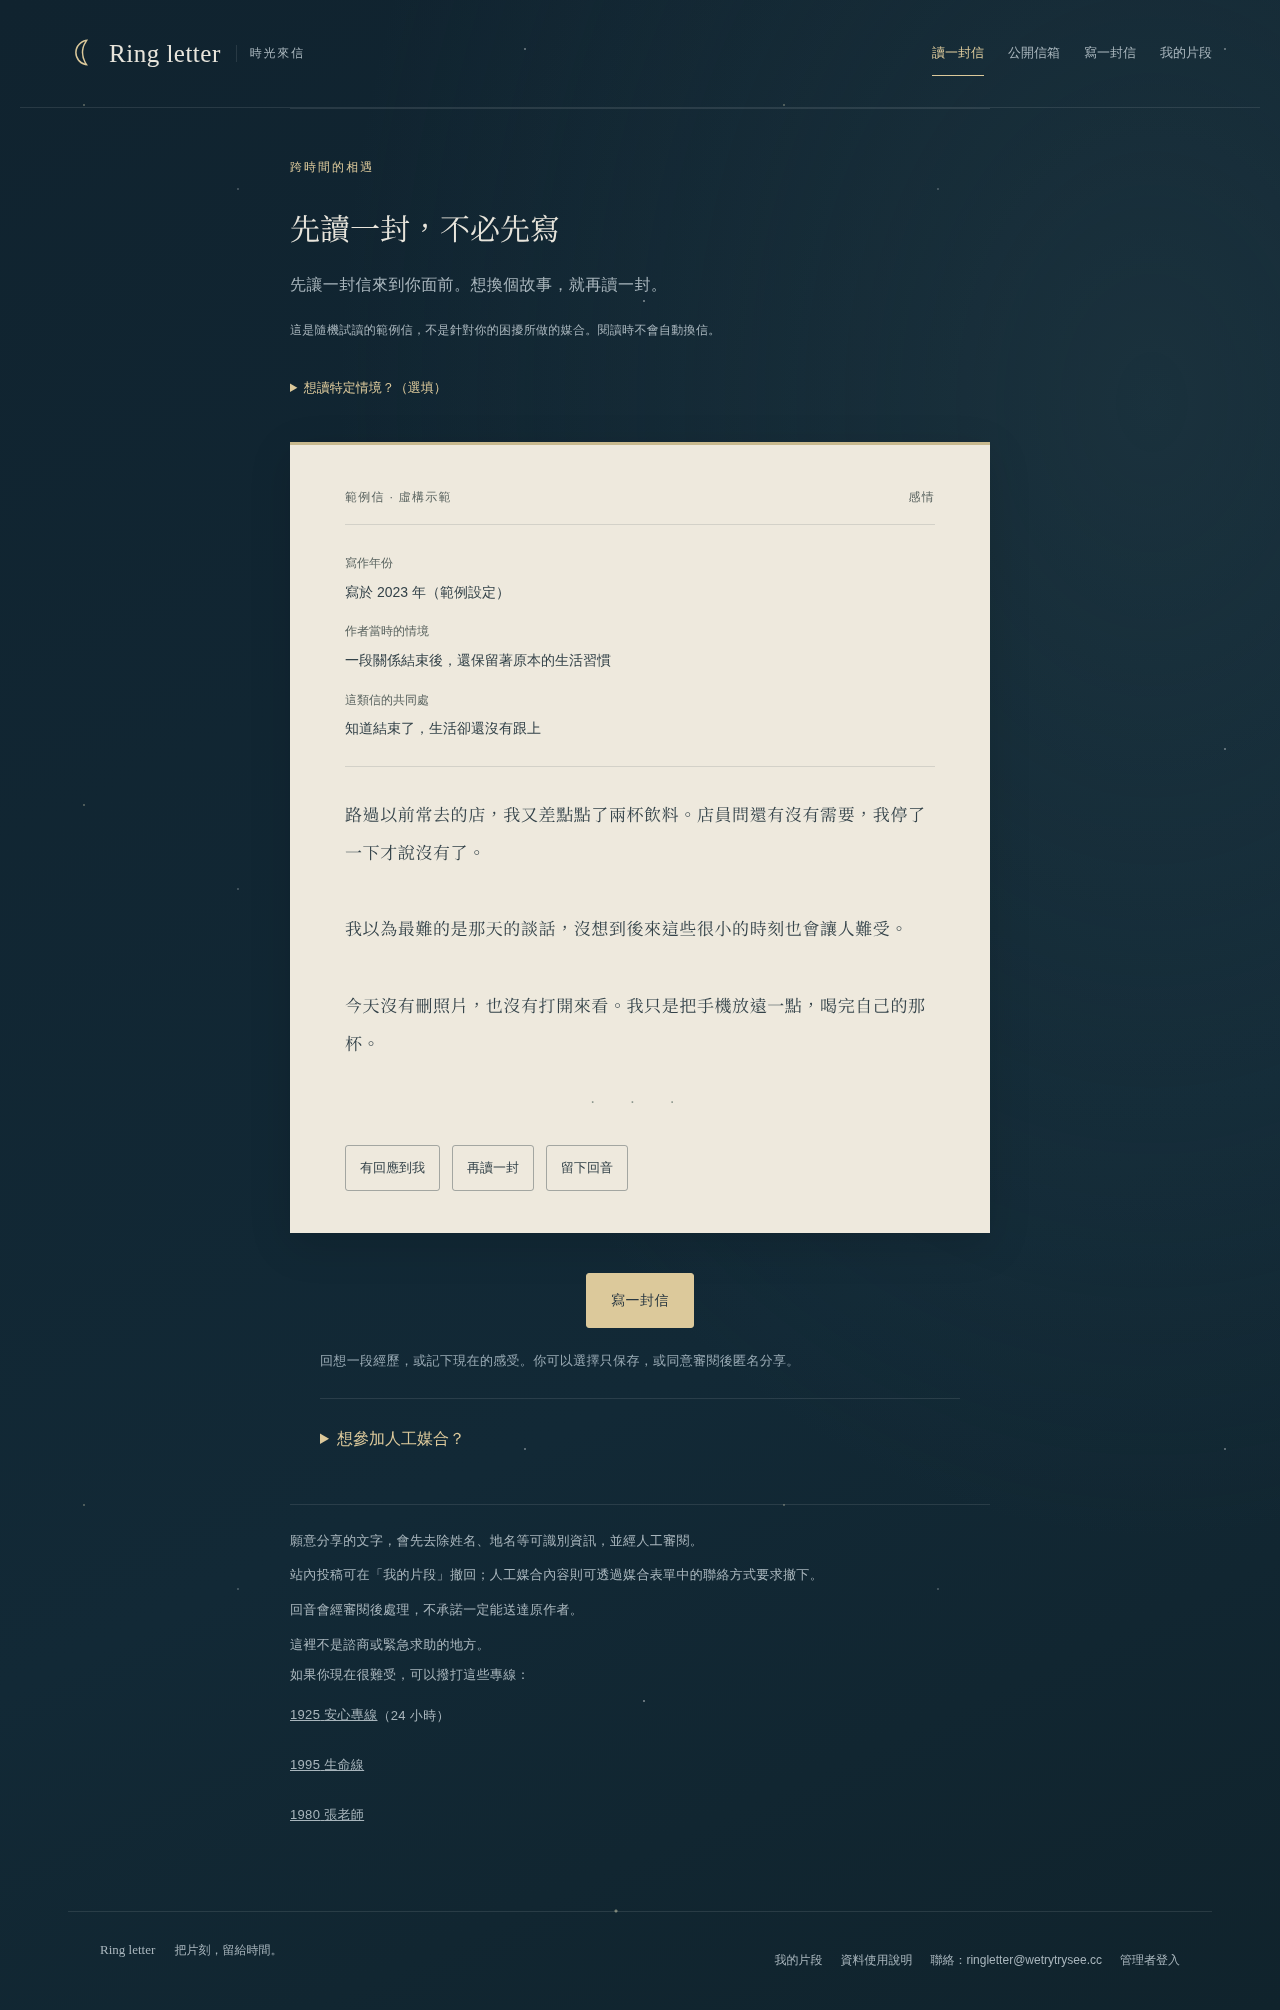 Ring letter
時光來信
讀一封信
公開信箱
寫一封信
我的片段
跨時間的相遇
先讀一封，不必先寫
先讓一封信來到你面前。想換個故事，就再讀一封。
這是隨機試讀的範例信，不是針對你的困擾所做的媒合。閱讀時不會自動換信。
▶ 想讀特定情境？（選填）
範例信 · 虛構示範
感情
寫作年份
寫於 2023 年（範例設定）
作者當時的情境
一段關係結束後，還保留著原本的生活習慣
這類信的共同處
知道結束了，生活卻還沒有跟上
路過以前常去的店，我又差點點了兩杯飲料。店員問還有沒有需要，我停了
一下才說沒有了。
我以為最難的是那天的談話，沒想到後來這些很小的時刻也會讓人難受。
今天沒有刪照片，也沒有打開來看。我只是把手機放遠一點，喝完自己的那
杯。
· · ·
有回應到我
再讀一封
留下回音
寫一封信
回想一段經歷，或記下現在的感受。你可以選擇只保存，或同意審閱後匿名分享。
▶ 想參加人工媒合？
願意分享的文字，會先去除姓名、地名等可識別資訊，並經人工審閱。
站內投稿可在「我的片段」撤回；人工媒合內容則可透過媒合表單中的聯絡方式要求撤下。
回音會經審閱後處理，不承諾一定能送達原作者。
這裡不是諮商或緊急求助的地方。
如果你現在很難受，可以撥打這些專線：
1925 安心專線（24 小時）
1995 生命線
1980 張老師
Ring letter
把片刻，留給時間。
我的片段
資料使用說明
聯絡：ringletter@wetrytrysee.cc
管理者登入